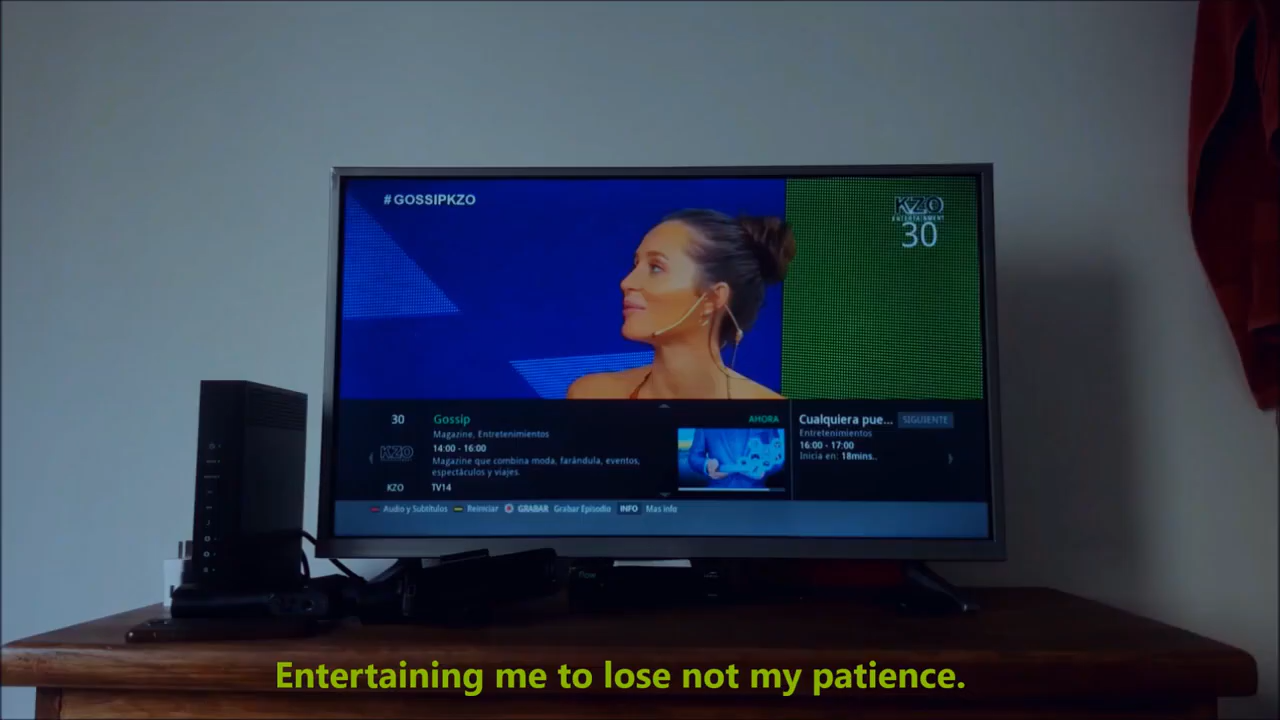 #GOSSIPKZO
KZO
ENTERTAINMENT
30
30
Gossip
AHORA
Magazine, Entretenimientos
14:00 - 16:00
Magazine que combina moda, farándula, eventos,
espectáculos y viajes.
KZO
KZO
TV14
Cualquiera pue...
SIGUIENTE
Entretenimientos
16:00 - 17:00
Inicia en: 18mins..
Audio y Subtítulos
Reiniciar
GRABAR
Grabar Episodio
INFO
Mas info
Entertaining me to lose not my patience.